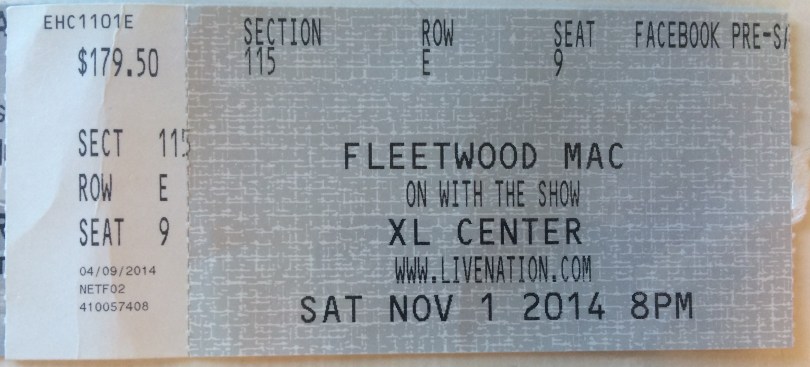 EHC1101E
$179.50
SECT 115
ROW E
SEAT 9
04/09/2014
NETF02
410057408
SECTION ROW SEAT FACEBOOK
115 E 9
FLEETWOOD MAC
ON WITH THE SHOW
XL CENTER
WWW.LIVENATION.COM
SAT NOV 1 2014 8PM